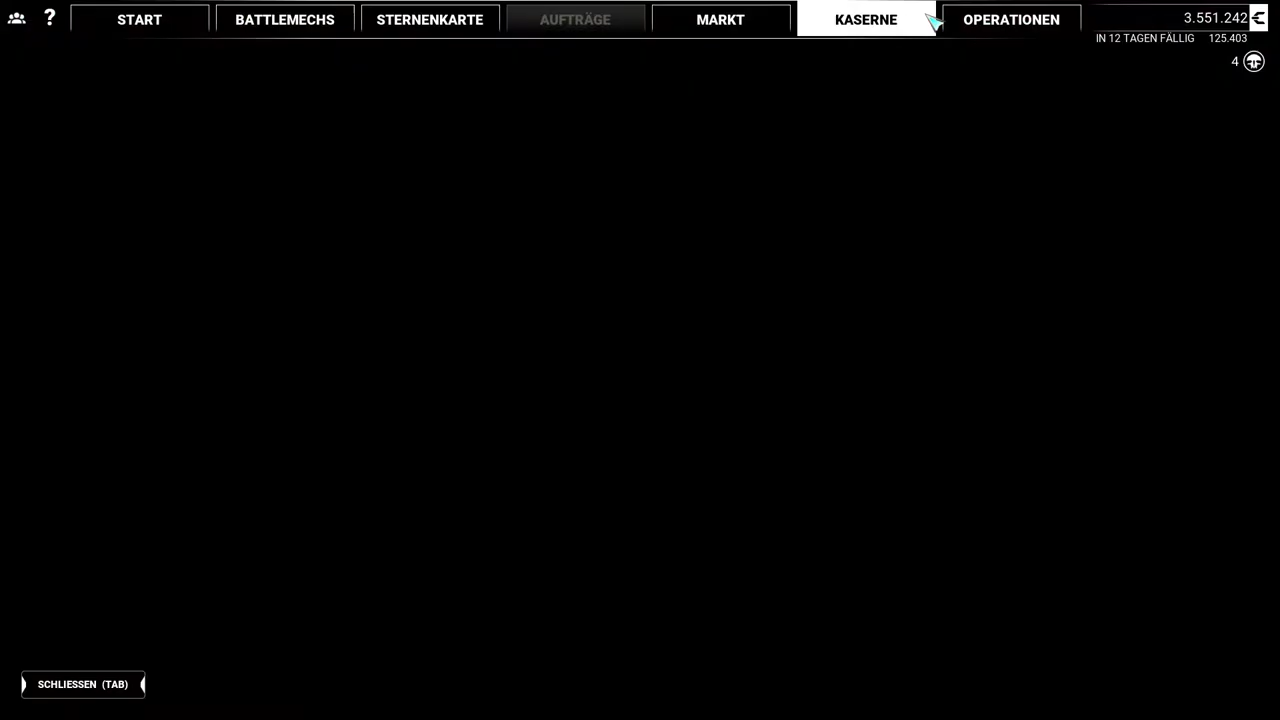 ? START BATTLEMECHS STERNENKARTE AUFTRÄGE MARKT KASERNE OPERATIONEN 3.551.242
IN 12 TAGEN FÄLLIG 125.403
4
SCHLIESSEN (TAB)